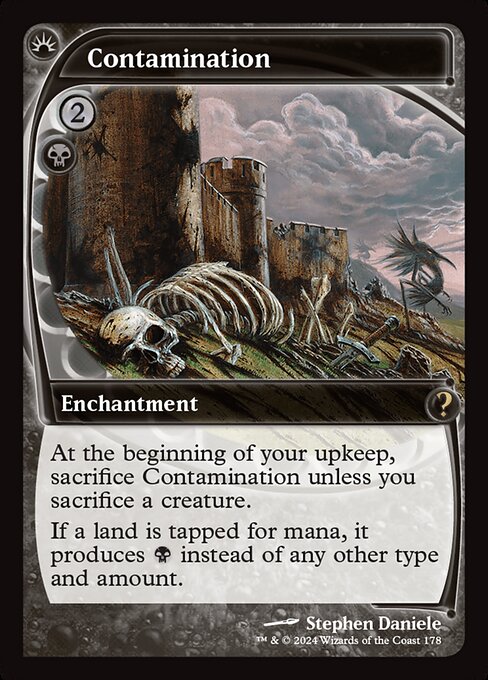 Contamination
2
Enchantment
?
At the beginning of your upkeep,
sacrifice Contamination unless you
sacrifice a creature.
If a land is tapped for mana, it
produces instead of any other type
and amount.
Stephen Daniele
™ & © 2024 Wizards of the Coast 178